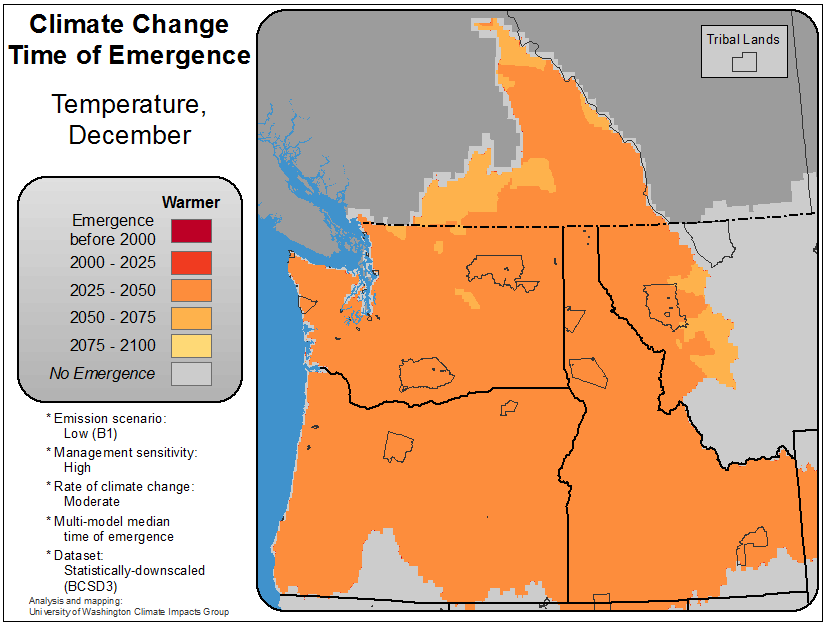 Climate Change
Time of Emergence
Temperature,
December
Warmer
Emergence
before 2000
2000 - 2025
2025 - 2050
2050 - 2075
2075 - 2100
No Emergence
* Emission scenario:
Low (B1)
* Management sensitivity:
High
* Rate of climate change:
Moderate
* Multi-model median
time of emergence
* Dataset:
Statistically-downscaled
(BCSD3)
Analysis and mapping:
University of Washington Climate Impacts Group
Tribal Lands